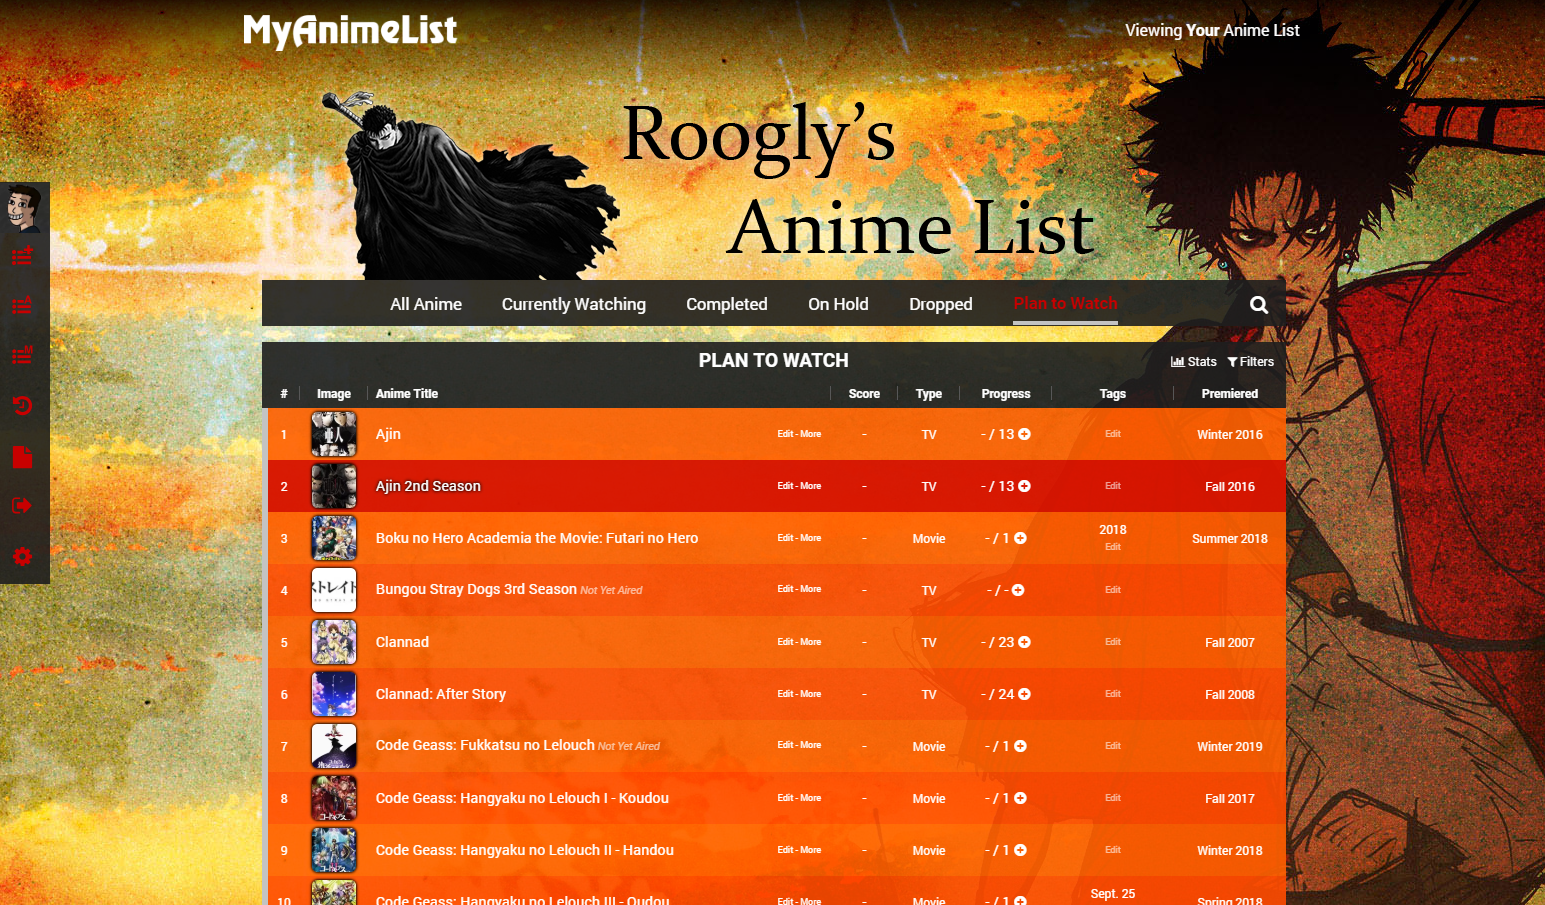 MyAnimeList
Viewing Your Anime List
Roogly's
Anime List
All Anime Currently Watching Completed On Hold Dropped Plan to Watch
PLAN TO WATCH
Stats Filters
# Image Anime Title Score Type Progress Tags Premiered
1 Ajin Edit - More - TV - / 13 Edit Winter 2016
2 Ajin 2nd Season Edit - More - TV - / 13 Edit Fall 2016
3 Boku no Hero Academia the Movie: Futari no Hero Edit - More - Movie - / 1 2018 Edit Summer 2018
4 Bungou Stray Dogs 3rd Season Not Yet Aired Edit - More - TV - / - Edit
5 Clannad Edit - More - TV - / 23 Edit Fall 2007
6 Clannad: After Story Edit - More - TV - / 24 Edit Fall 2008
7 Code Geass: Fukkatsu no Lelouch Not Yet Aired Edit - More - Movie - / 1 Edit Winter 2019
8 Code Geass: Hangyaku no Lelouch I - Koudou Edit - More - Movie - / 1 Edit Fall 2017
9 Code Geass: Hangyaku no Lelouch II - Handou Edit - More - Movie - / 1 Edit Winter 2018
10 Code Geass: Hangyaku no Lelouch III - Oudou Edit - More - Movie - / 1 Sept. 25 Spring 2018